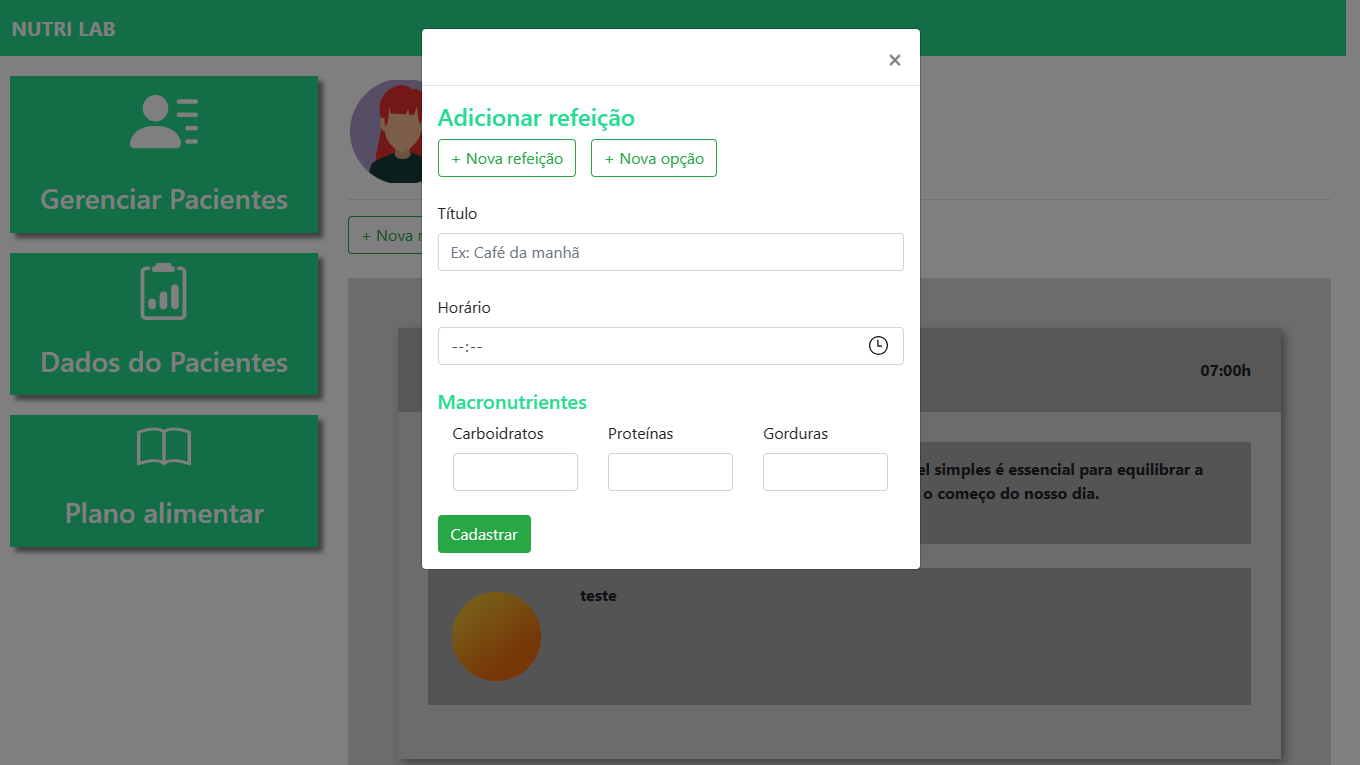 NUTRI LAB
×
Gerenciar Pacientes
Dados do Pacientes
Plano alimentar
Adicionar refeição
+ Nova refeição
+ Nova opção
Título
Ex: Café da manhã
Horário
--:--
Macronutrientes
Carboidratos Proteínas Gorduras
Cadastrar
+ Nova
07:00h
simples é essencial para equilibrar a
o começo do nosso dia.
teste